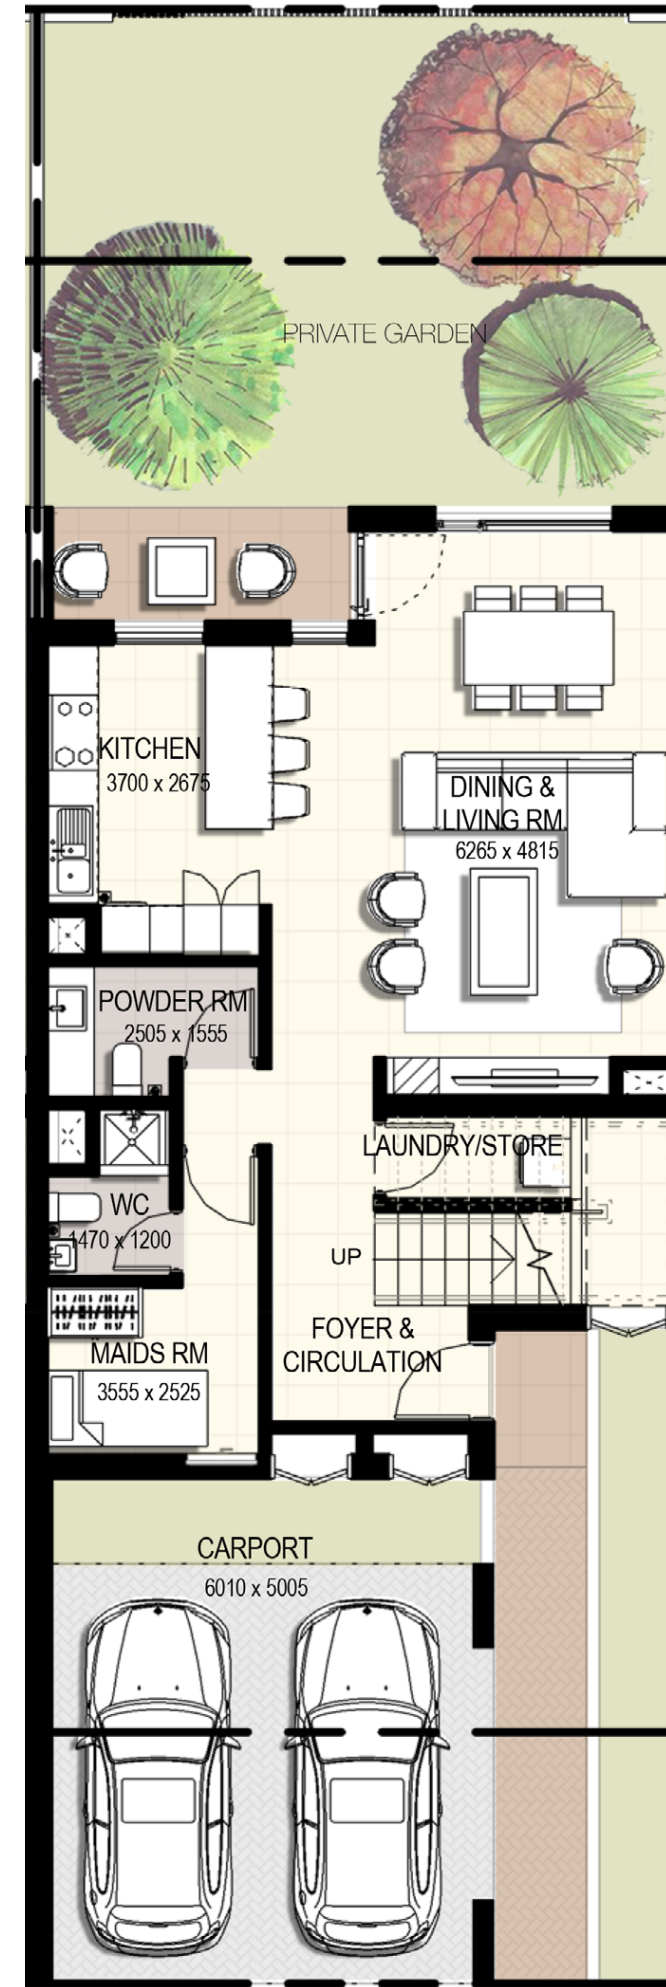 PRIVATE GARDEN
KITCHEN
3700 x 2675
DINING &
LIVING RM
6265 x 4815
POWDER RM
2505 x 1555
LAUNDRY/STORE
WC
1470 x 1200
UP
FOYER &
CIRCULATION
MAIDS RM
3555 x 2525
CARPORT
6010 x 5005